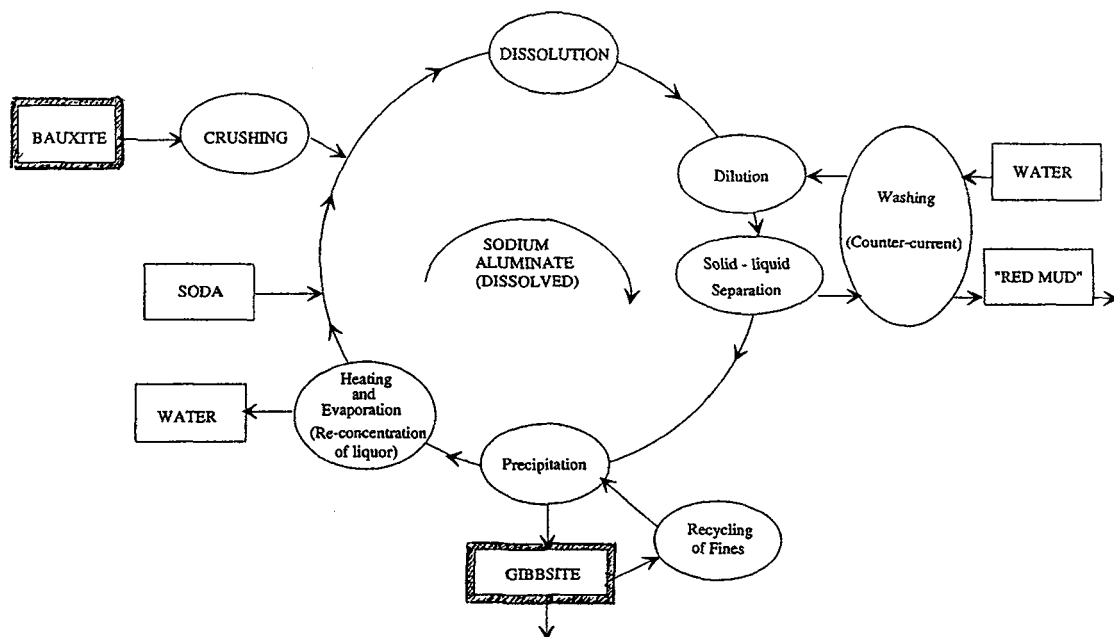 DISSOLUTION
BAUXITE
CRUSHING
Dilution
Washing
(Counter-current)
WATER
SODIUM
ALUMINATE
(DISSOLVED)
Solid - liquid
Separation
"RED MUD"
SODA
Heating
and
Evaporation
(Re-concentration
of liquor)
WATER
Precipitation
Recycling
of Fines
GIBBSITE